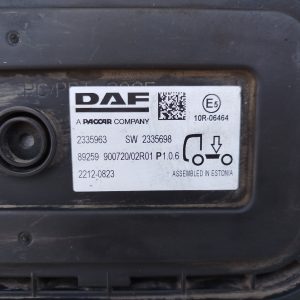 DAF
A PACCAR COMPANY
E5
10R-06464
2335963 SW 2335698
89259 900720/02R01 P1.0.6
2212-0823
ASSEMBLED IN ESTONIA